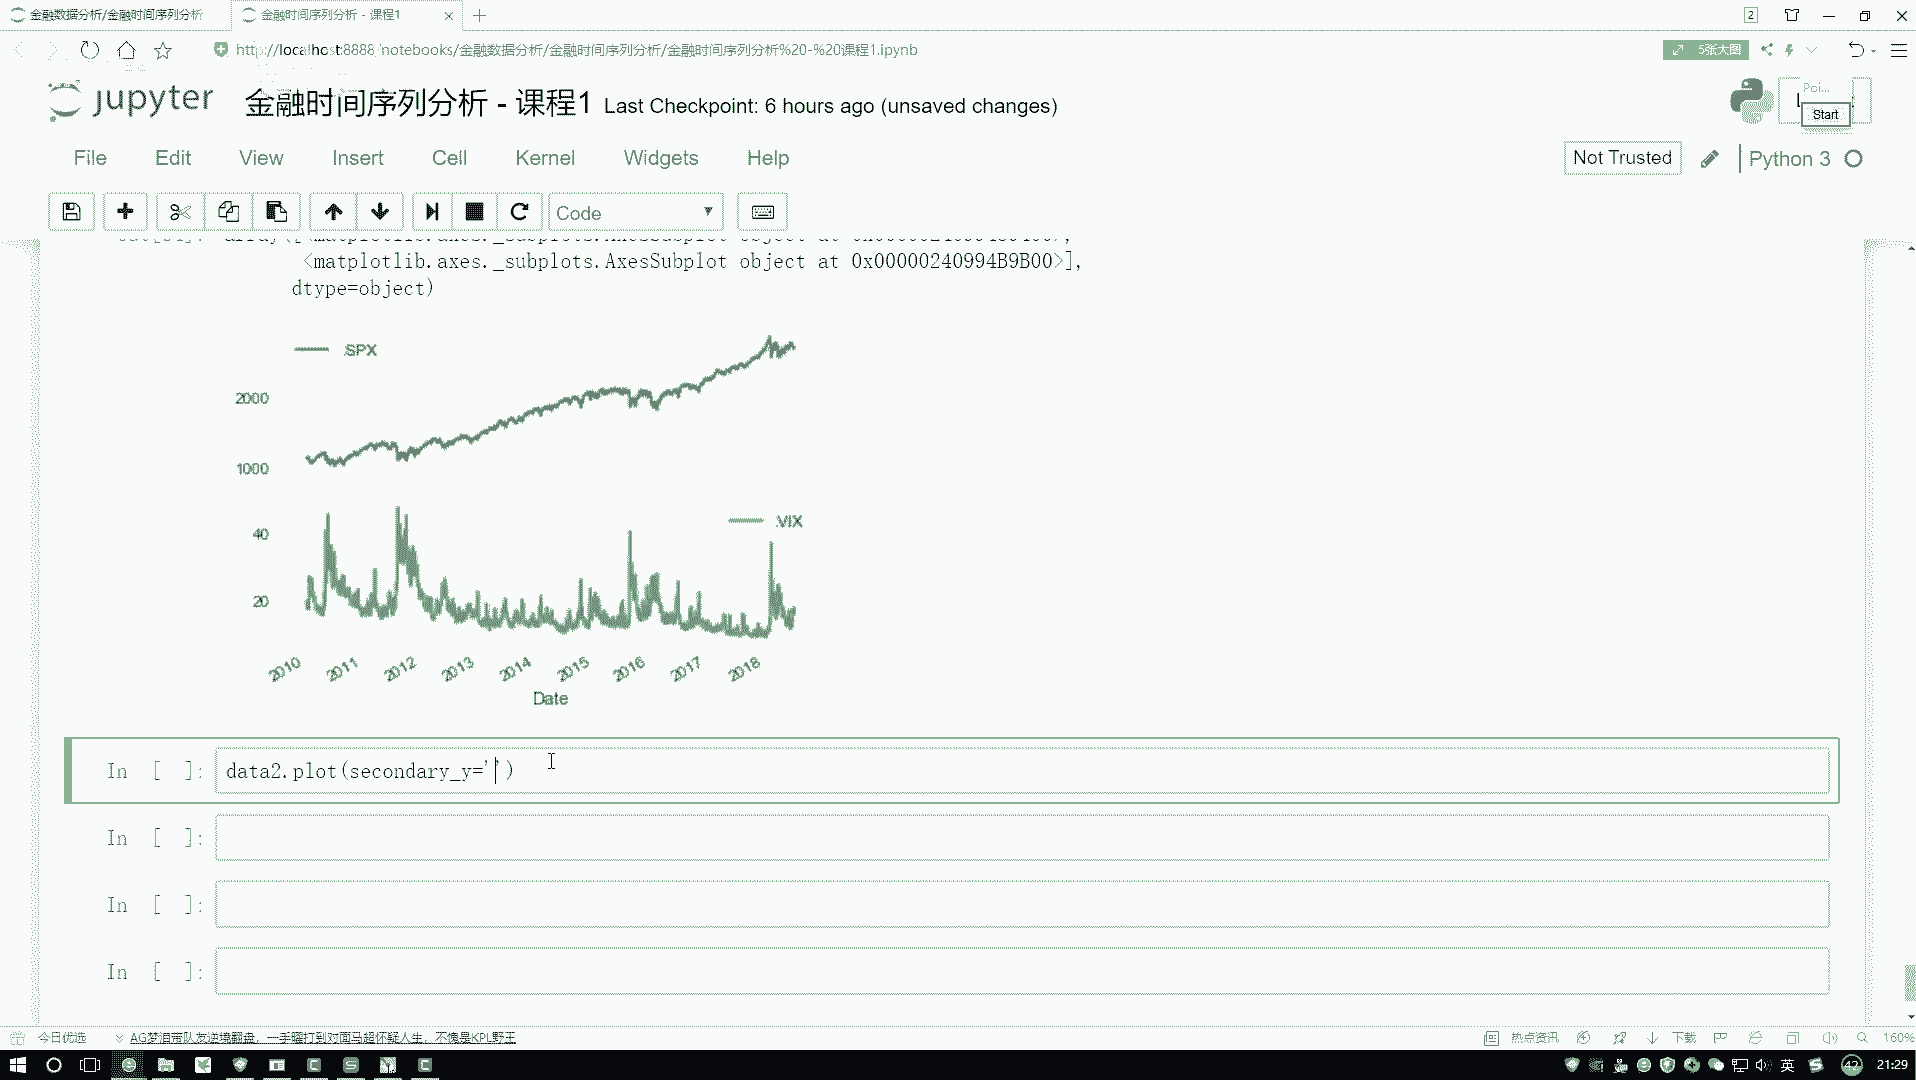 金融数据分析/金融时间序列分析
金融时间序列分析 - 课程1
2
http://localhost:8888/notebooks/金融数据分析/金融时间序列分析/金融时间序列分析%20-%20课程1.ipynb
5张大图
jupyter
金融时间序列分析 - 课程1 Last Checkpoint: 6 hours ago (unsaved changes)
Poi...
Start
File Edit View Insert Cell Kernel Widgets Help
Not Trusted
Python 3
Code
<matplotlib.axes._subplots.AxesSubplot object at 0x00000240994B9B00>],
dtype=object)
.SPX
2000
1000
.VIX
40
20
2010 2011 2012 2013 2014 2015 2016 2017 2018
Date
In [ ]: data2.plot(secondary_y='')
In [ ]:
In [ ]:
In [ ]:
今日优选
AG梦泪带队友逆境翻盘，一手曜打到对面马超怀疑人生，不愧是KPL野王
热点资讯
下载
160%
英
42
21:29